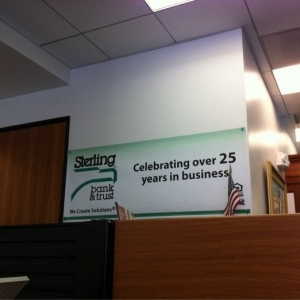 Sterling
bank
& trust
We Create Solutions
Celebrating over 25
years in business